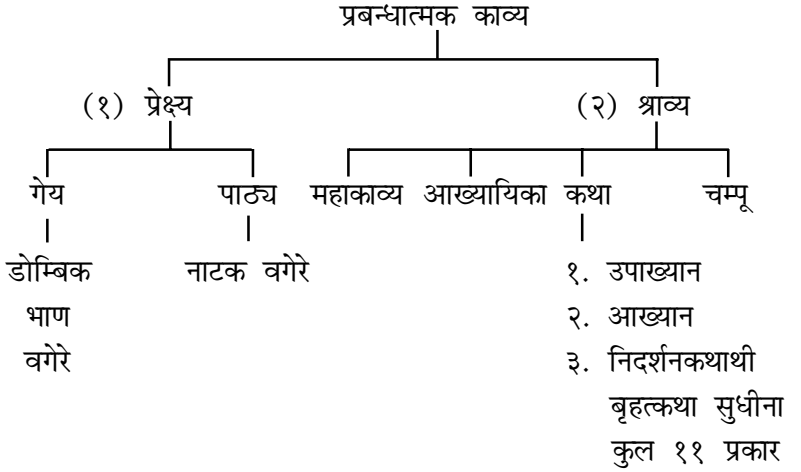 प्रबन्धात्मक काव्य
(१) प्रेक्ष्य (२) श्राव्य
गेय पाठ्य महाकाव्य आख्यायिका कथा चम्पू
डोम्बिक नाटक वगेरे १. उपाख्यान
भाण २. आख्यान
वगेरे ३. निदर्शनकथाथी
बृहत्कथा सुधीना
कुल ११ प्रकार